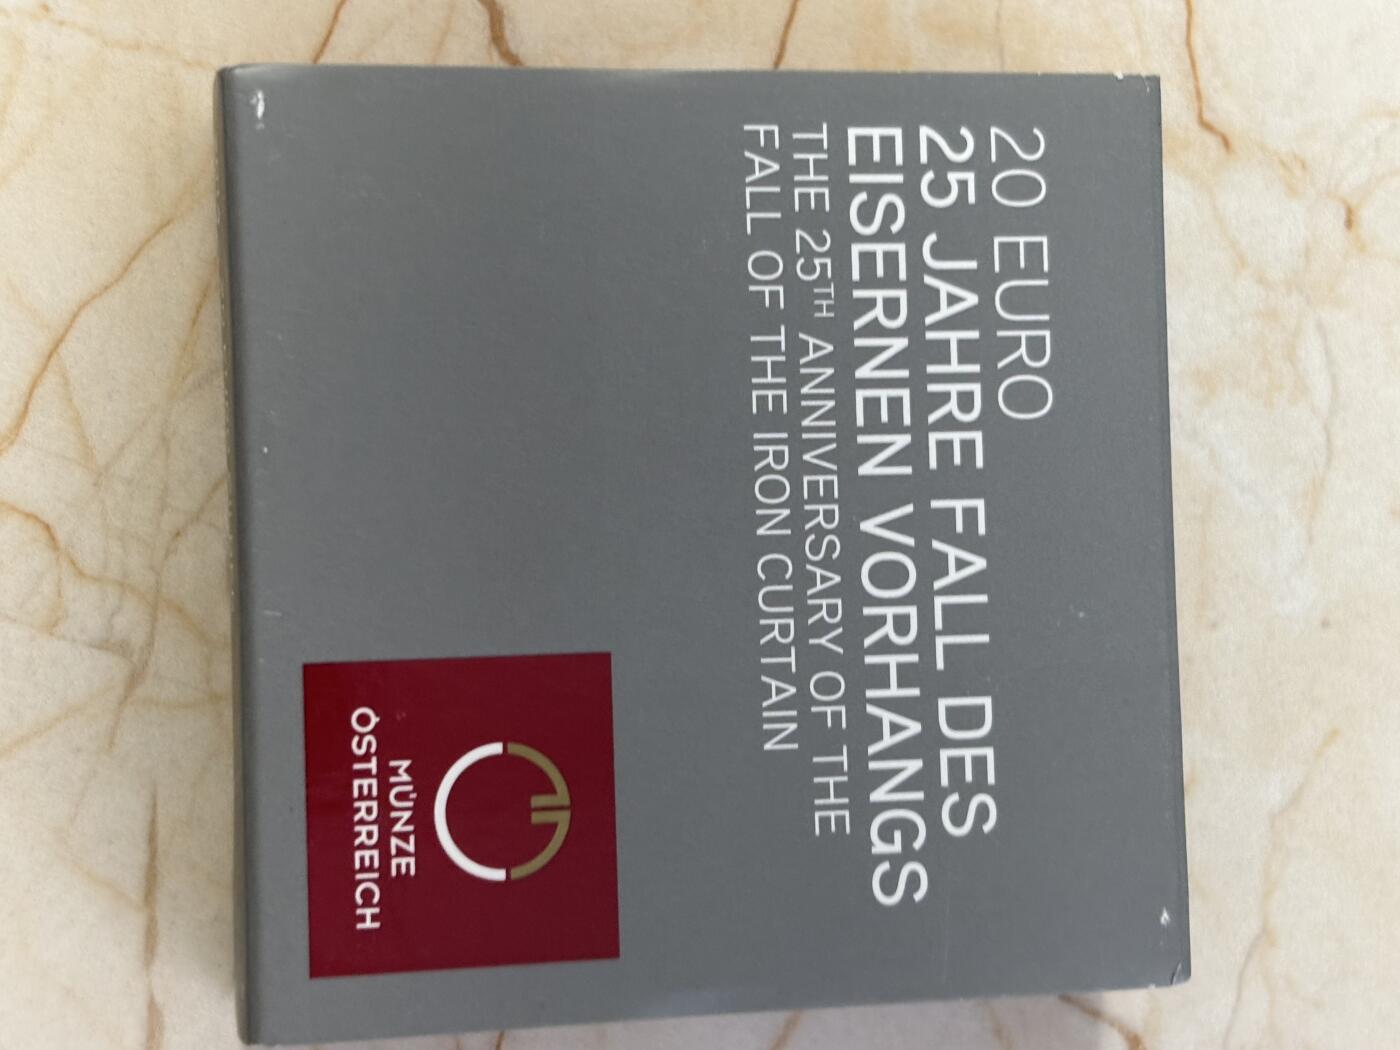 20 EURO
25 JAHRE FALL DES
EISERNEN VORHANGS
THE 25TH ANNIVERSARY OF THE
FALL OF THE IRON CURTAIN
MÜNZE
ÖSTERREICH